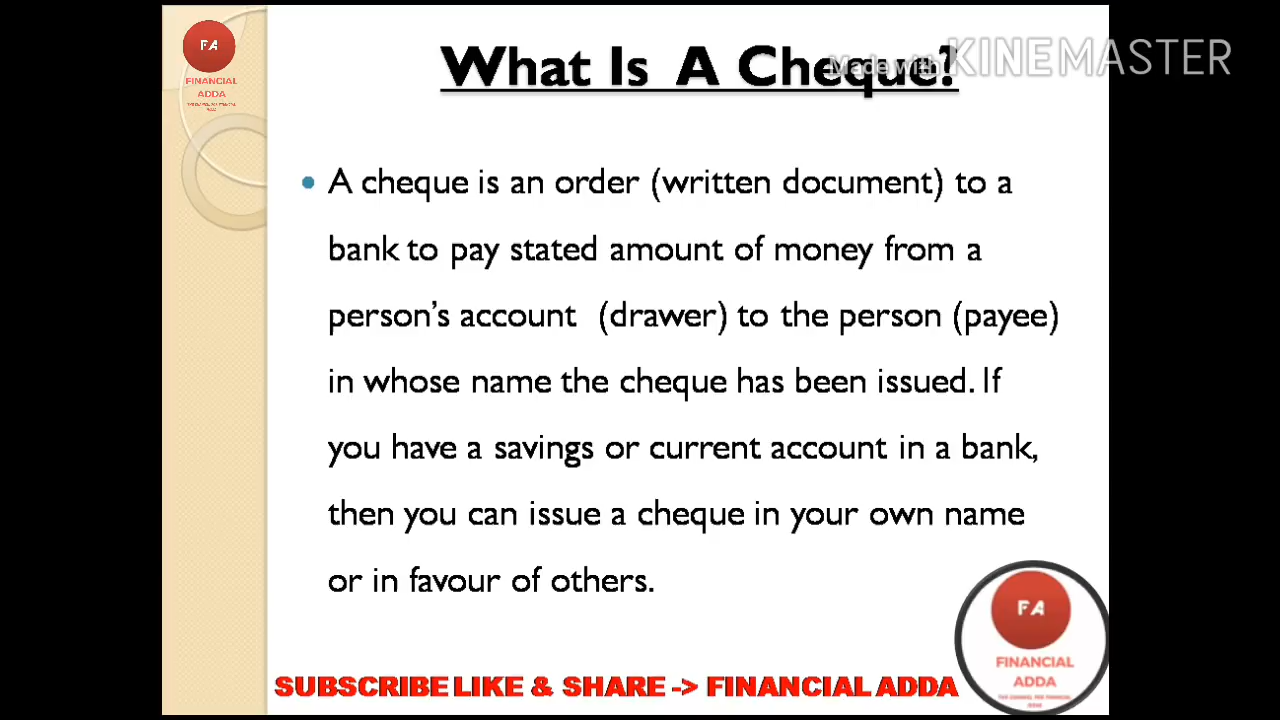 FA
FINANCIAL
ADDA
What Is A Cheque?
Made with KINEMASTER
A cheque is an order (written document) to a
bank to pay stated amount of money from a
person's account (drawer) to the person (payee)
in whose name the cheque has been issued. If
you have a savings or current account in a bank,
then you can issue a cheque in your own name
or in favour of others.
FA
FINANCIAL
ADDA
SUBSCRIBE LIKE & SHARE -> FINANCIAL ADDA